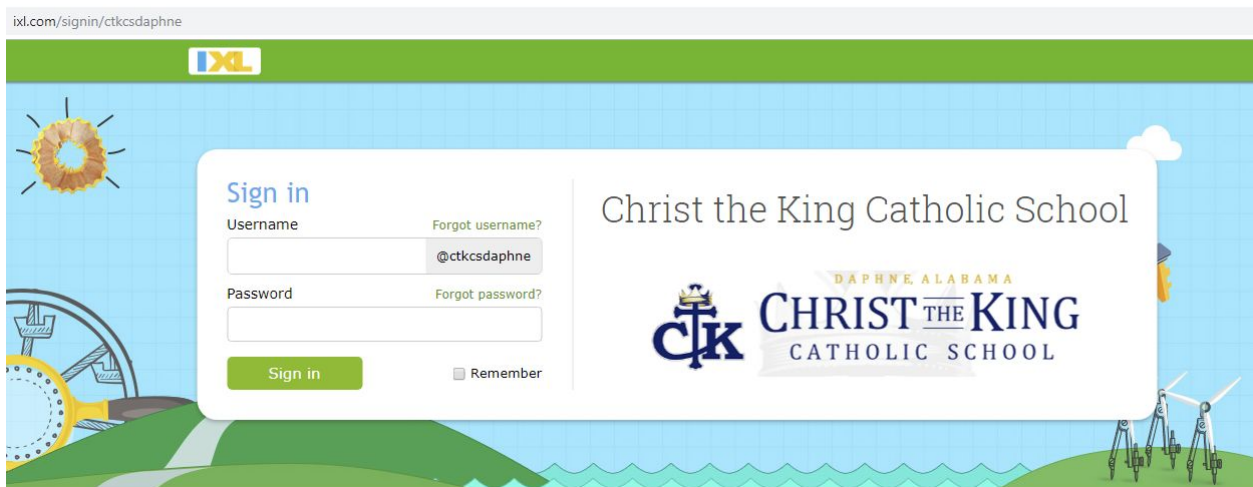 ixl.com/signin/ctkcsdaphne
IXL
Sign in
Username Forgot username?
@ctkcsdaphne
Password Forgot password?
Sign in Remember
Christ the King Catholic School
DAPHNE, ALABAMA
CTK CHRIST THE KING
CATHOLIC SCHOOL